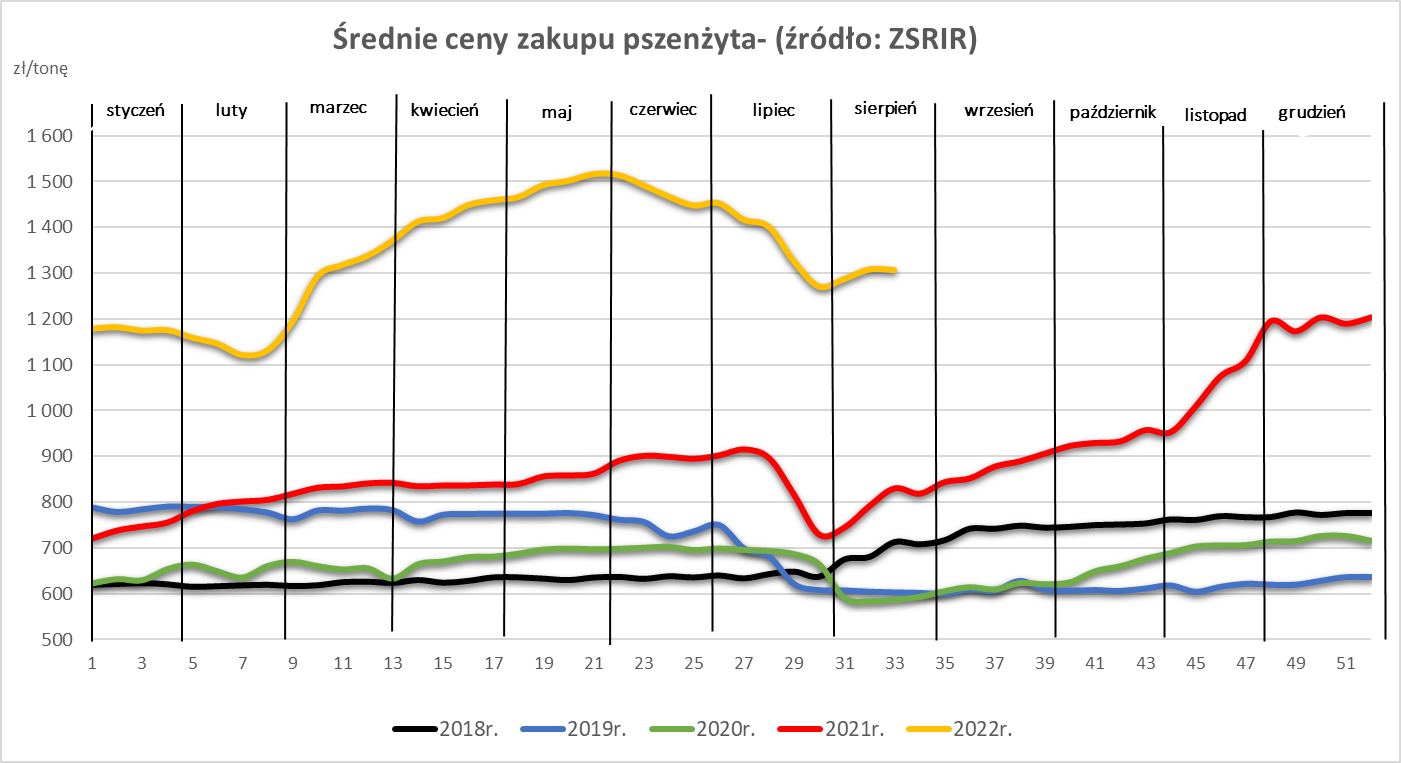 Średnie ceny zakupu pszenżyta- (źródło: ZSRIR)
zł/tonę
styczeń luty marzec kwiecień maj czerwiec lipiec sierpień wrzesień październik listopad grudzień
1 600
1 500
1 400
1 300
1 200
1 100
1 000
900
800
700
600
500
1 3 5 7 9 11 13 15 17 19 21 23 25 27 29 31 33 35 37 39 41 43 45 47 49 51
2018r. 2019r. 2020r. 2021r. 2022r.